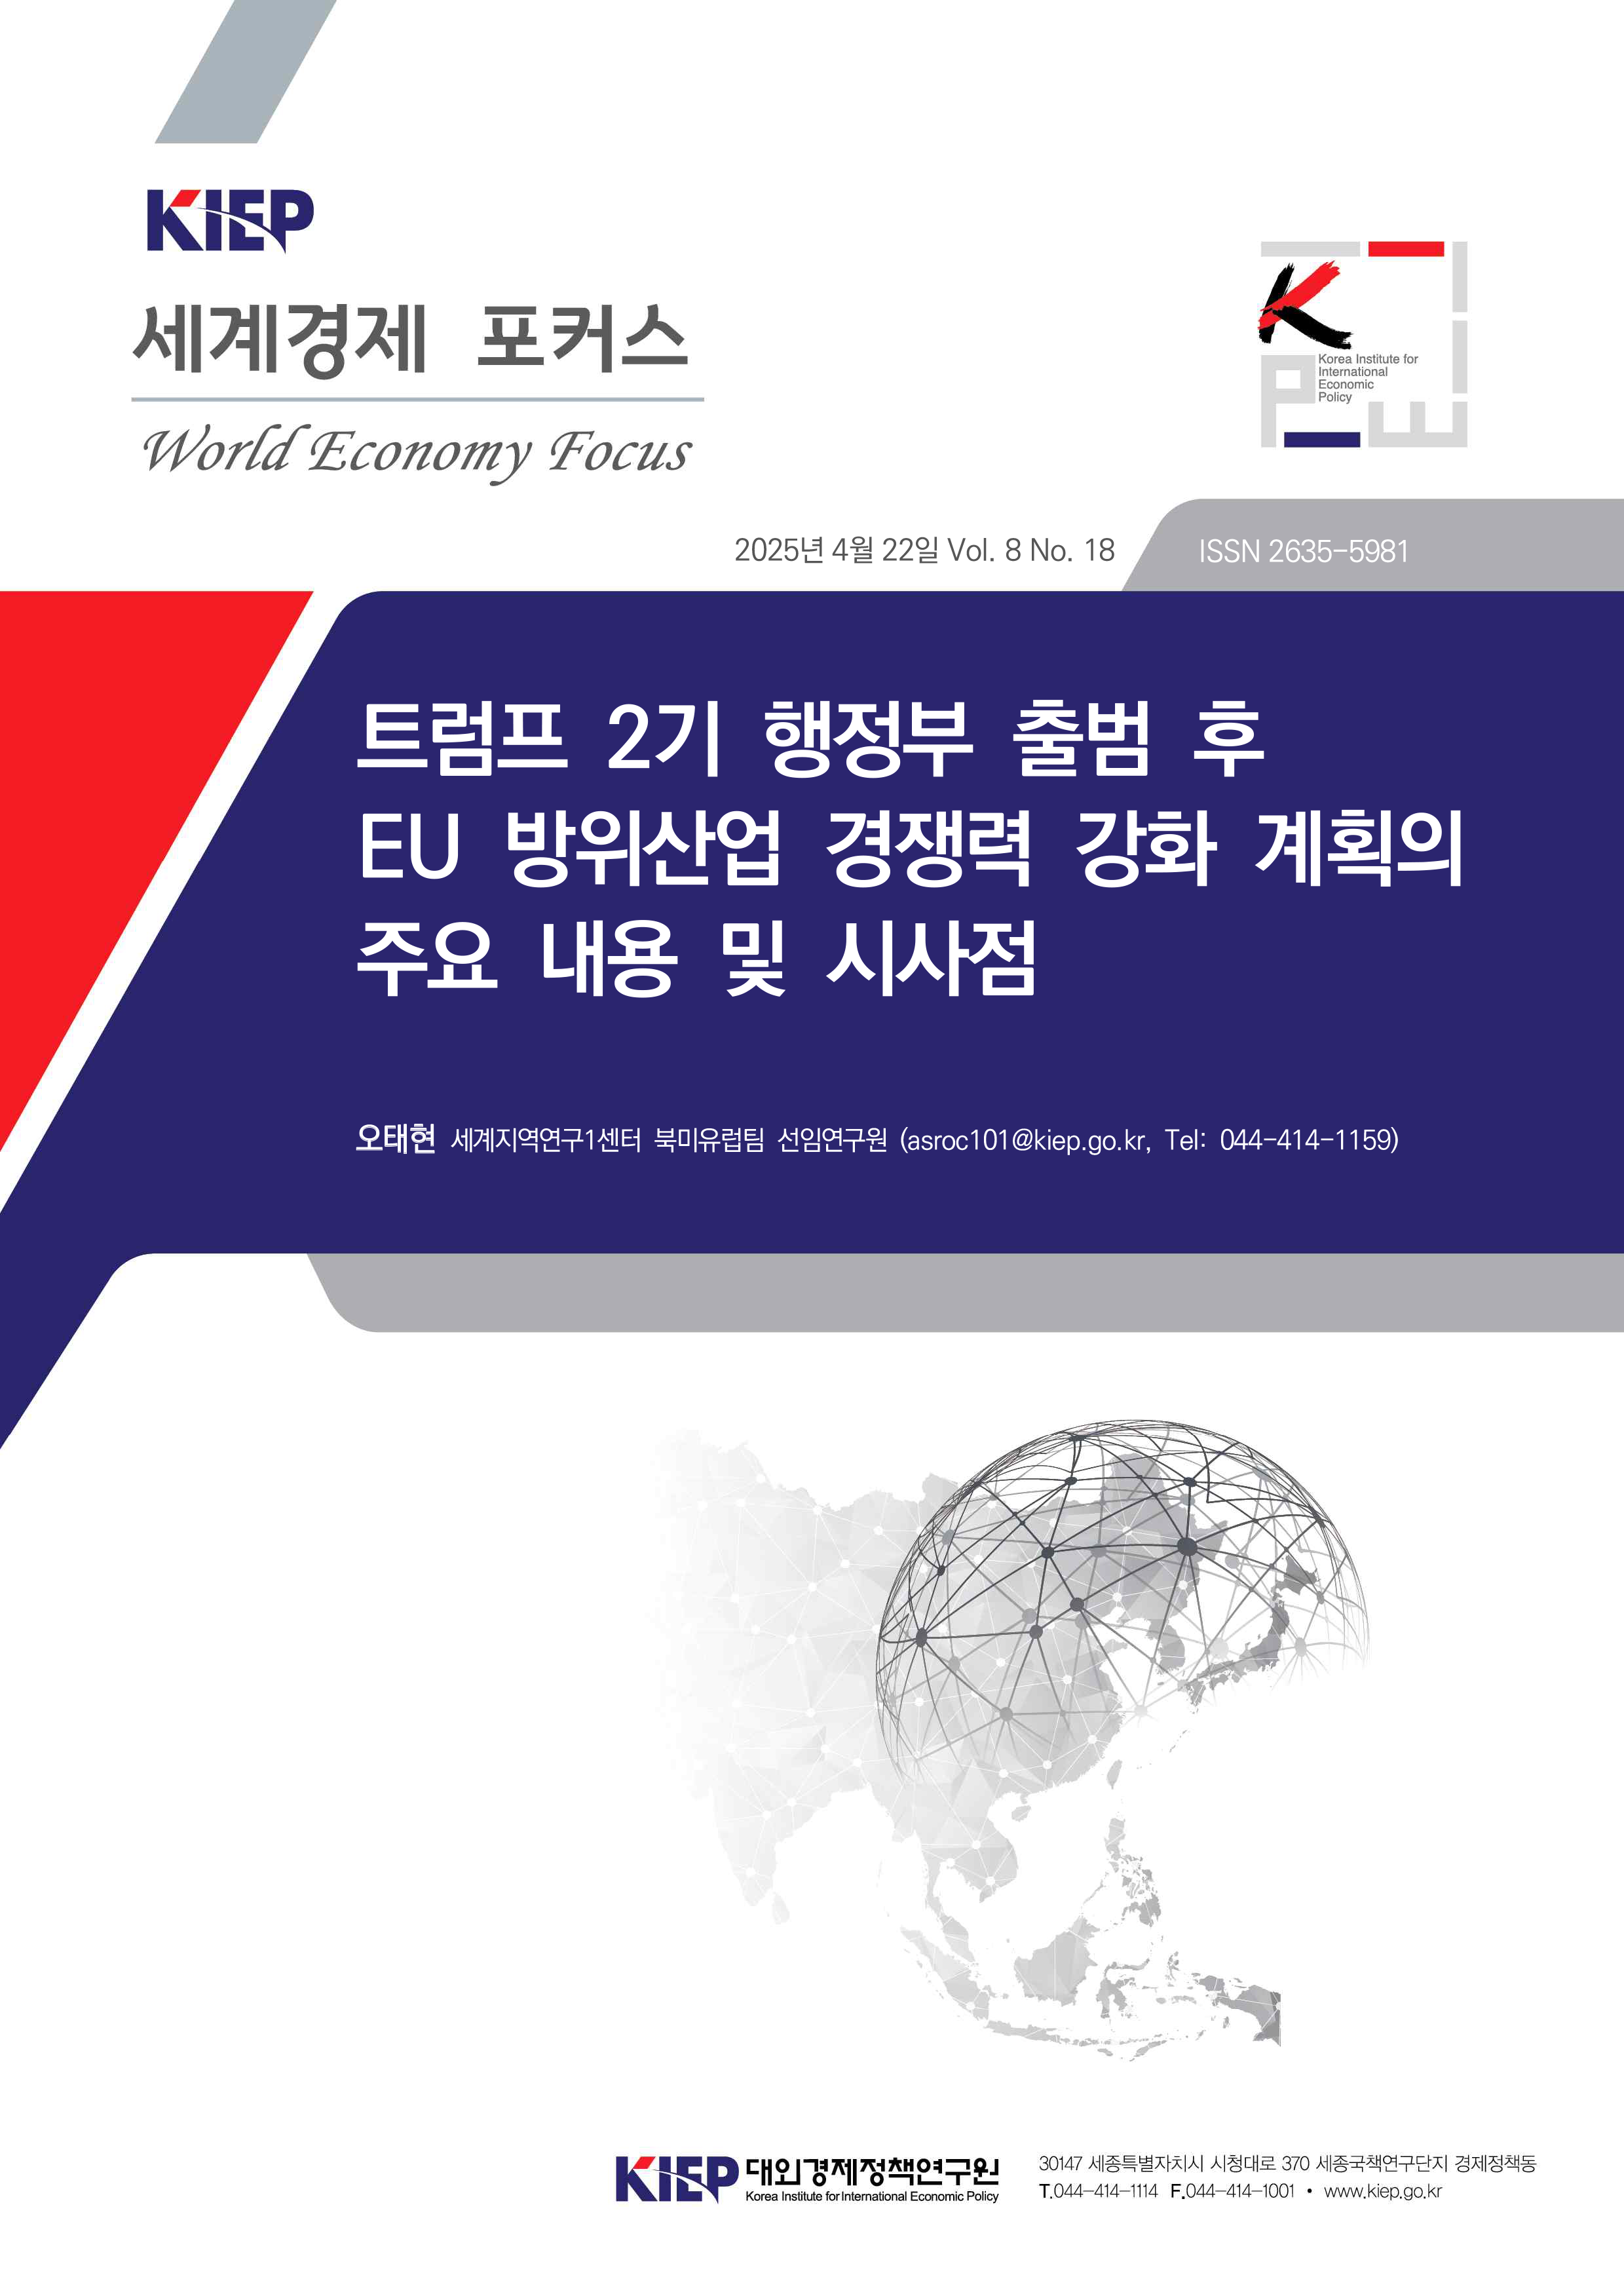 KIEP
세계경제 포커스
World Economy Focus
K
Korea Institute for
International
Economic
Policy
2025년 4월 22일 Vol. 8 No. 18
ISSN 2635-5981
트럼프 2기 행정부 출범 후
EU 방위산업 경쟁력 강화 계획의
주요 내용 및 시사점
오태현 세계지역연구1센터 북미유럽팀 선임연구원 (asroc101@kiep.go.kr, Tel: 044-414-1159)
KIEP 대외경제정책연구원
Korea Institute for International Economic Policy
30147 세종특별자치시 시청대로 370 세종국책연구단지 경제정책동
T.044-414-1114 F.044-414-1001 • www.kiep.go.kr